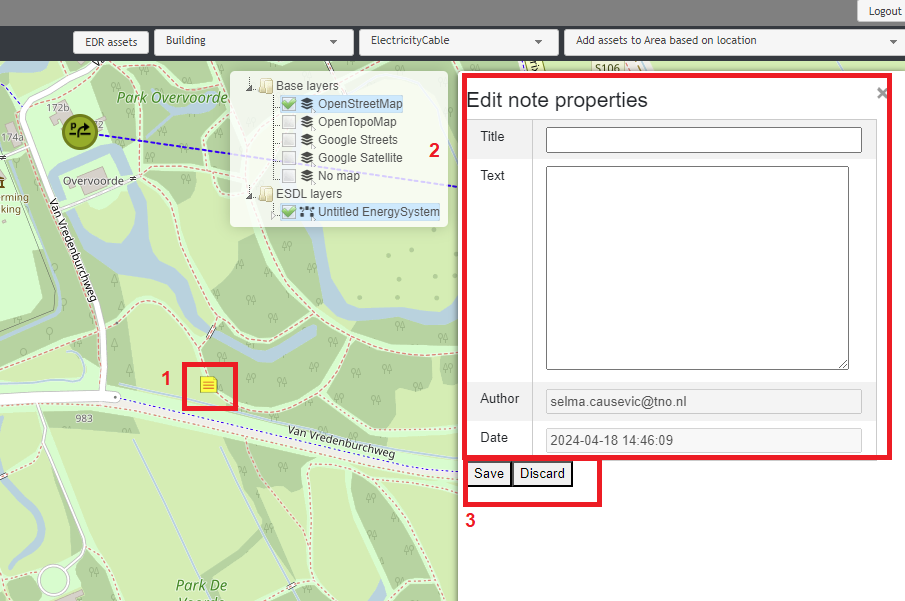 Logout
EDR assets
Building
ElectricityCable
Add assets to Area based on location
S106
Park Overvoorde
172b
174a
P
Overvoorde
king
Van Vredenburchweg
Base layers
OpenStreetMap
OpenTopoMap
Google Streets
Google Satellite
No map
ESDL layers
Untitled EnergySystem
2
Edit note properties
Title
Text
Author
selma.causevic@tno.nl
Date
2024-04-18 14:46:09
Save
Discard
3
1
983
Van Vredenburchweg
Park De
Voorde